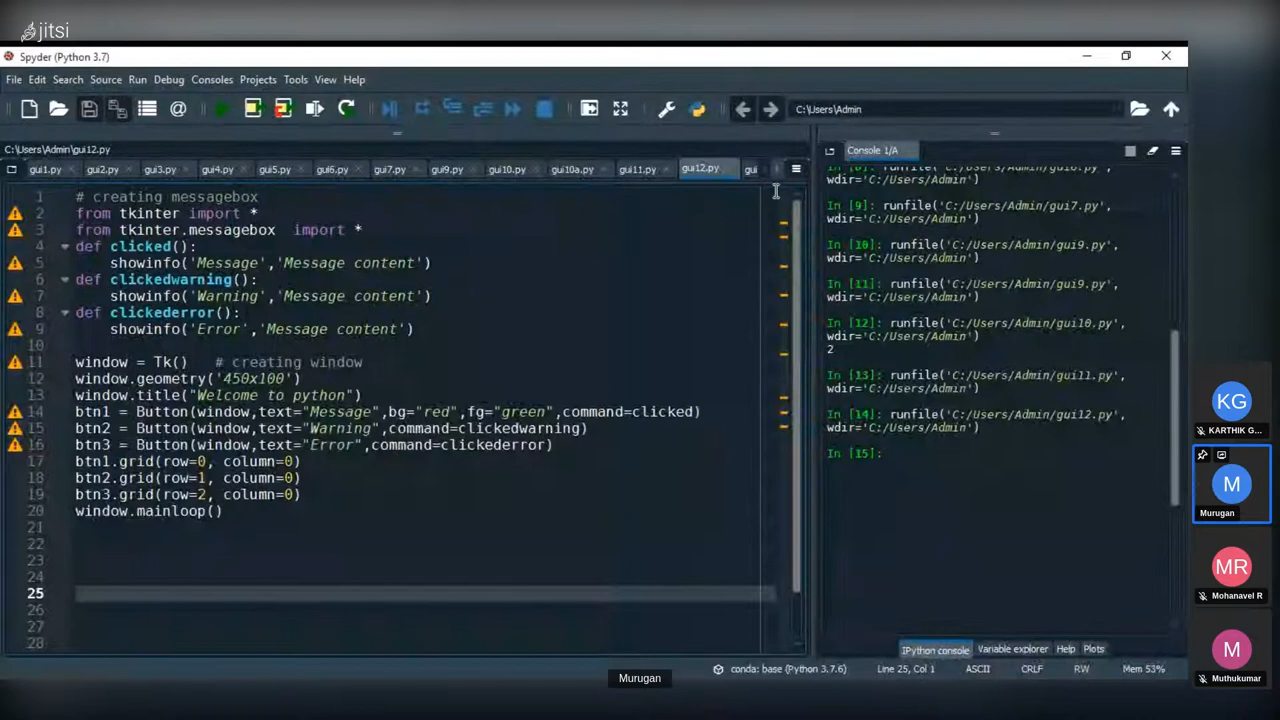 jitsi
Spyder (Python 3.7)
File Edit Search Source Run Debug Consoles Projects Tools View Help
C:\Users\Admin
C:\Users\Admin\gui12.py
gui1.py gui2.py gui3.py gui4.py gui5.py gui6.py gui7.py gui9.py gui10.py gui10a.py gui11.py gui12.py gui
1 # creating messagebox
2 from tkinter import *
3 from tkinter.messagebox  import *
4 def clicked():
5     showinfo('Message','Message content')
6 def clickedwarning():
7     showinfo('Warning','Message content')
8 def clickederror():
9     showinfo('Error','Message content')
10
11 window = Tk()   # creating window
12 window.geometry('450x100')
13 window.title("Welcome to python")
14 btn1 = Button(window,text="Message",bg="red",fg="green",command=clicked)
15 btn2 = Button(window,text="Warning",command=clickedwarning)
16 btn3 = Button(window,text="Error",command=clickederror)
17 btn1.grid(row=0, column=0)
18 btn2.grid(row=1, column=0)
19 btn3.grid(row=2, column=0)
20 window.mainloop()
21
22
23
24
25
26
27
28
Console 1/A
wdir='C:/Users/Admin')
In [9]: runfile('C:/Users/Admin/gui7.py',
wdir='C:/Users/Admin')
In [10]: runfile('C:/Users/Admin/gui9.py',
wdir='C:/Users/Admin')
In [11]: runfile('C:/Users/Admin/gui9.py',
wdir='C:/Users/Admin')
In [12]: runfile('C:/Users/Admin/gui10.py',
wdir='C:/Users/Admin')
2
In [13]: runfile('C:/Users/Admin/gui11.py',
wdir='C:/Users/Admin')
In [14]: runfile('C:/Users/Admin/gui12.py',
wdir='C:/Users/Admin')
In [15]:
IPython console Variable explorer Help Plots
conda: base (Python 3.7.6) Line 25, Col 1 ASCII CRLF RW Mem 53%
Murugan
KG
KARTHIK G...
M
Murugan
MR
Mohanavel R
M
Muthukumar